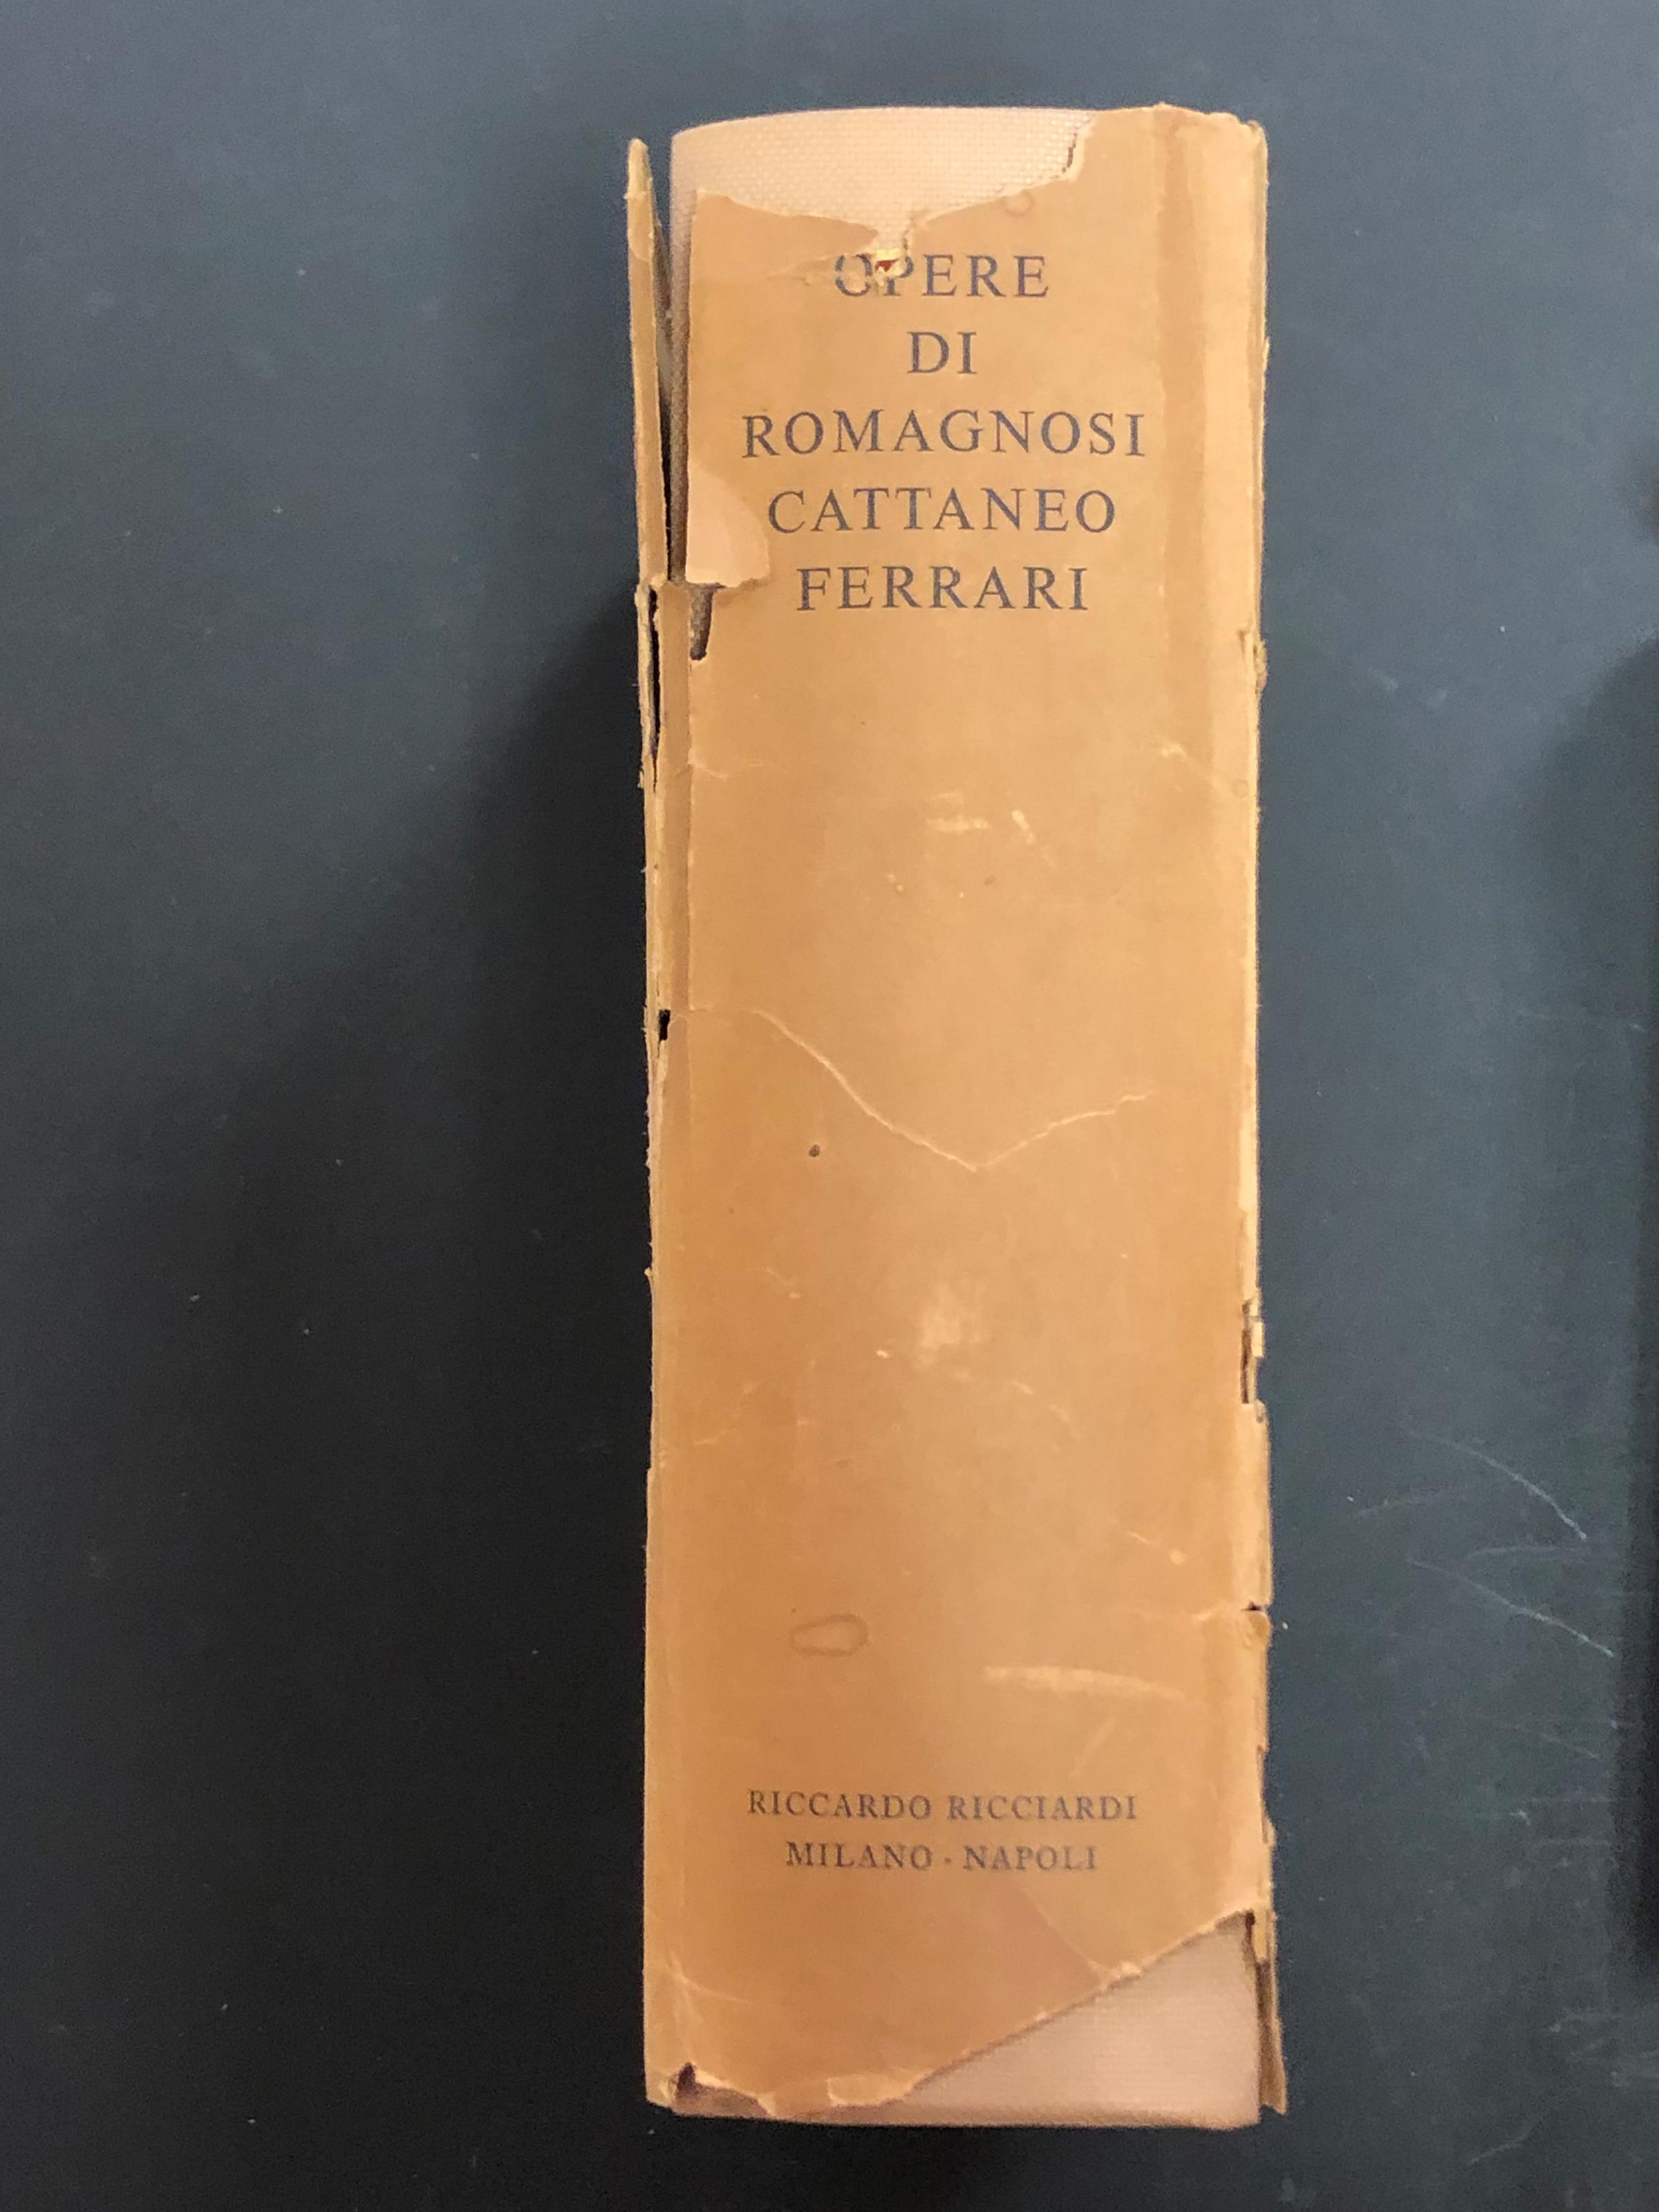 OPERE
DI
ROMAGNOSI
CATTANEO
FERRARI
RICCARDO RICCIARDI
MILANO · NAPOLI